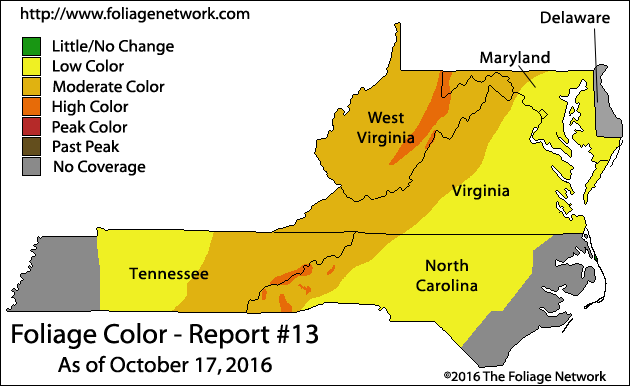 http://www.foliagenetwork.com
Delaware
Little/No Change
Low Color
Moderate Color
High Color
Peak Color
Past Peak
No Coverage
Maryland
West
Virginia
Virginia
Tennessee
North
Carolina
Foliage Color - Report #13
As of October 17, 2016
©2016 The Foliage Network